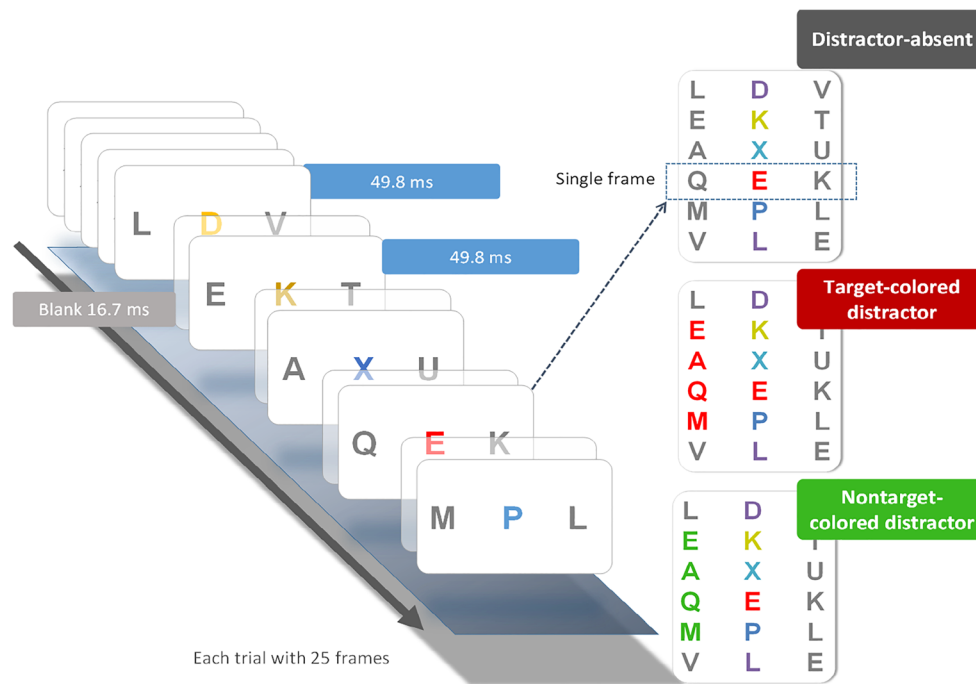 Distractor-absent
L D V
E K T
A X U
Single frame
Q E K
M P L
V L E
49.8 ms
L D V
49.8 ms
E K T
Blank 16.7 ms
A X U
Q E K
M P L
Each trial with 25 frames
Target-colored
distractor
L D
E K
A X U
Q E K
M P L
V L E
Nontarget-
colored distractor
L D
E K
A X U
Q E K
M P L
V L E